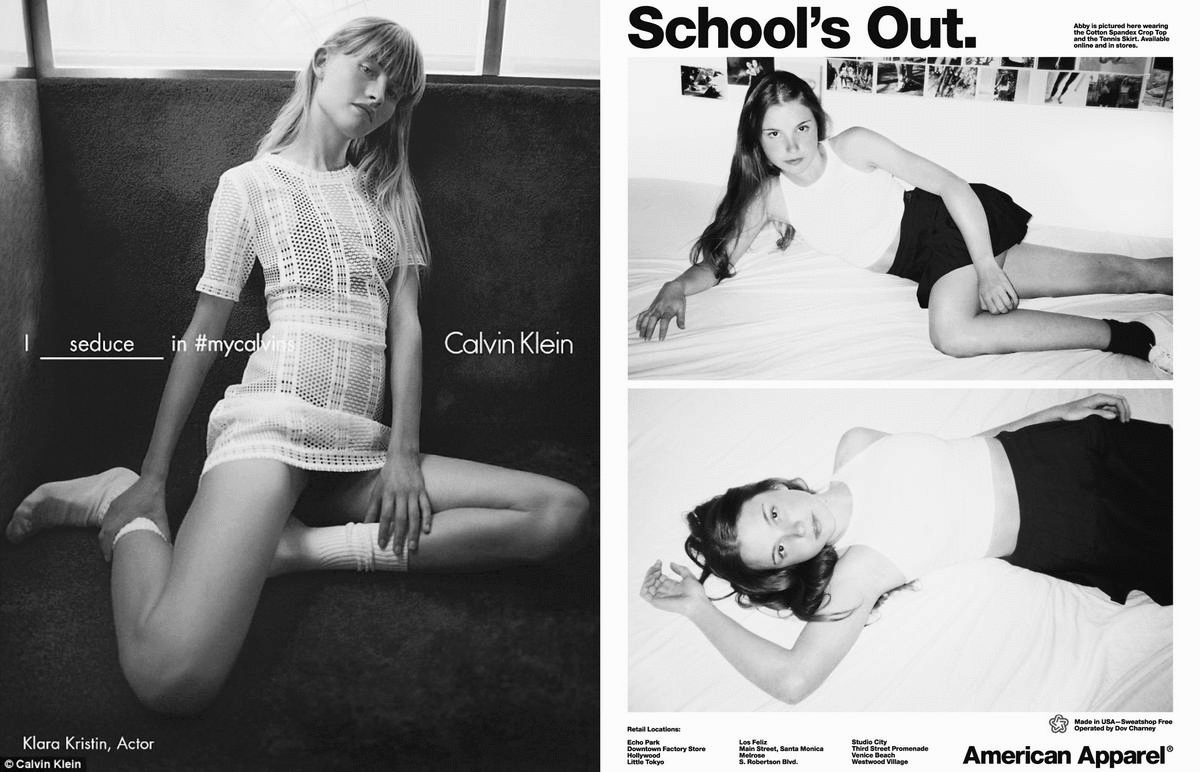 I seduce in #mycalvins
Calvin Klein
Klara Kristin, Actor
© Calvin Klein
School's Out.
Abby is pictured here wearing
the Cotton Spandex Crop Top
and the Tennis Skirt. Available
online and in stores.
Retail Locations:
Echo Park
Downtown Factory Store
Hollywood
Little Tokyo
Los Feliz
Main Street, Santa Monica
Melrose
S. Robertson Blvd.
Studio City
Third Street Promenade
Venice Beach
Westwood Village
Made in USA—Sweatshop Free
Operated by Dov Charney
American Apparel®